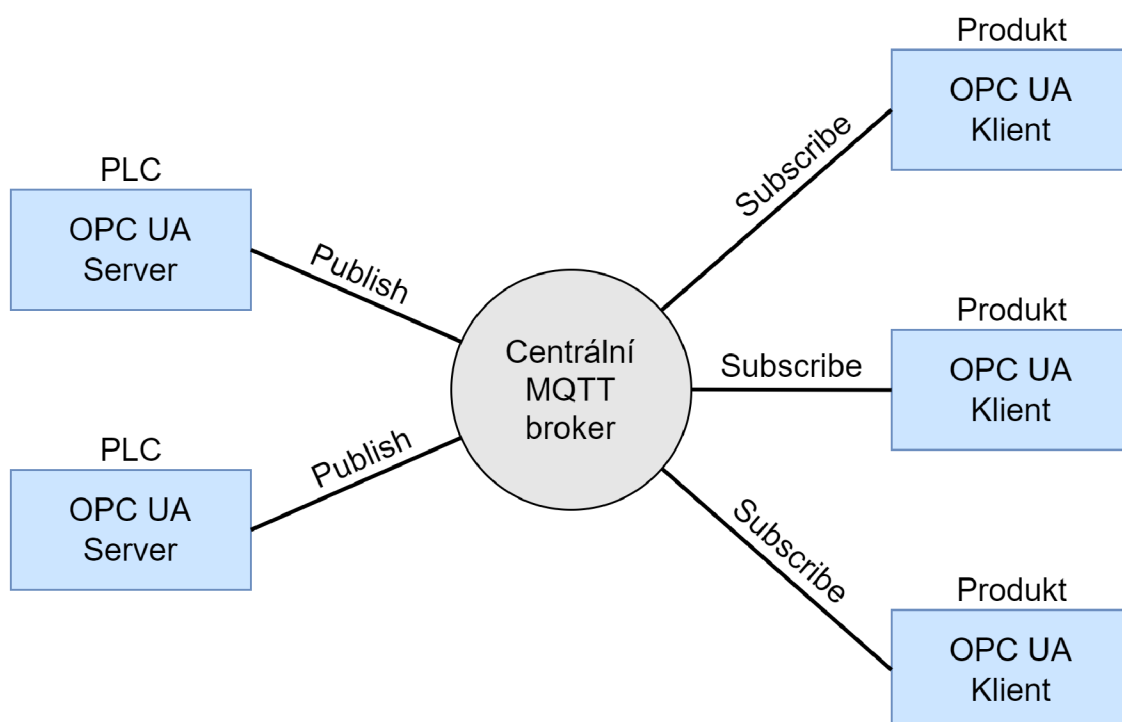 PLC
OPC UA
Server
Publish
PLC
OPC UA
Server
Publish
Centrální
MQTT
broker
Subscribe
Produkt
OPC UA
Klient
Subscribe
Produkt
OPC UA
Klient
Subscribe
Produkt
OPC UA
Klient